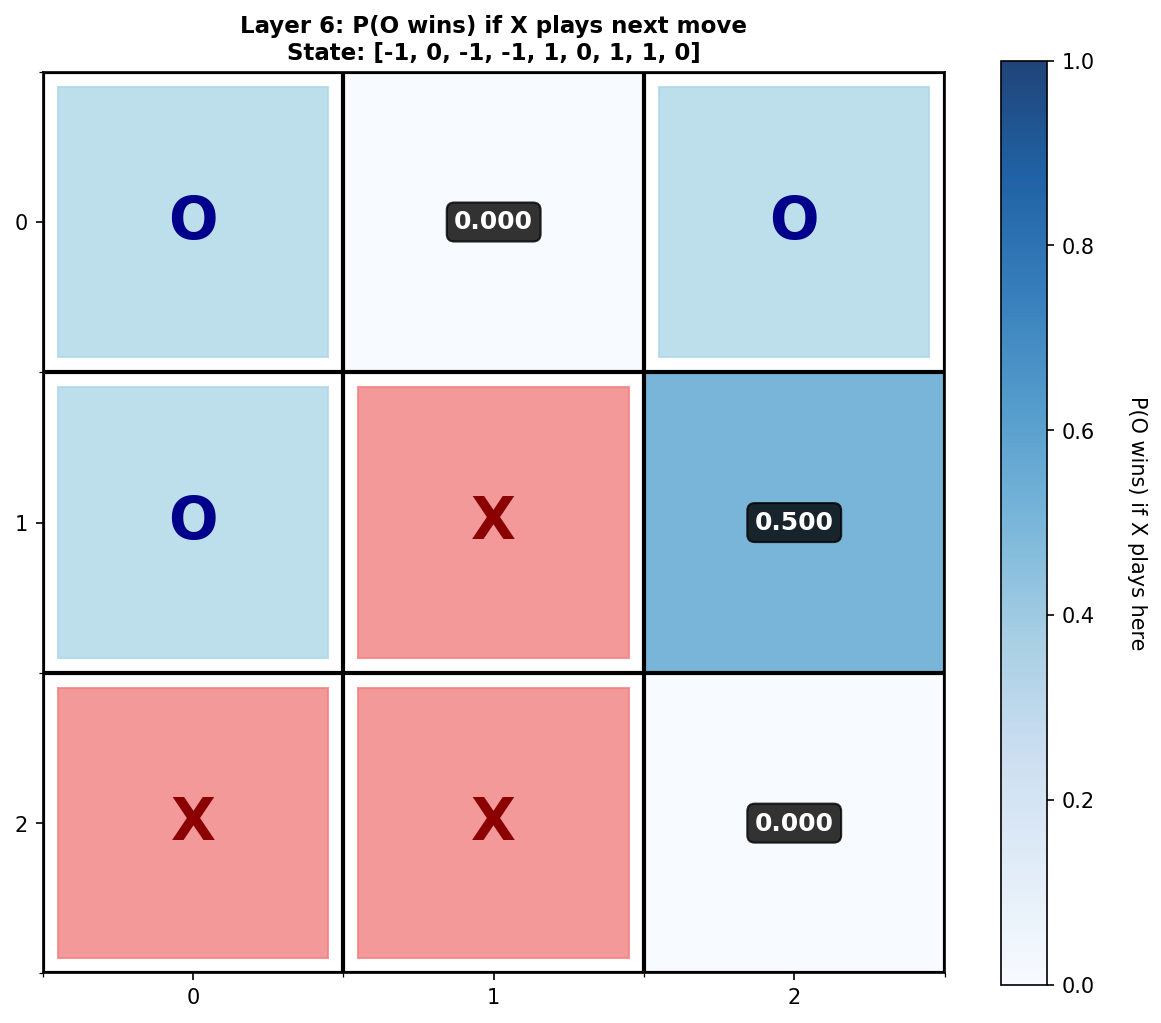 Layer 6: P(O wins) if X plays next move
State: [-1, 0, -1, -1, 1, 0, 1, 1, 0]
0
O
0.000
O
1
O
X
0.500
2
X
X
0.000
0
1
2
1.0
0.8
0.6
0.4
0.2
0.0
P(O wins) if X plays here